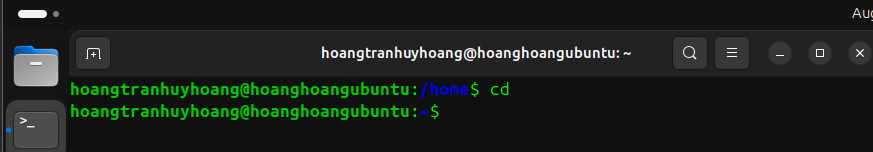 Aug
hoangtranhuyhoang@hoanghoangubuntu: ~
>_
hoangtranhuyhoang@hoanghoangubuntu:/home$ cd
hoangtranhuyhoang@hoanghoangubuntu:~$